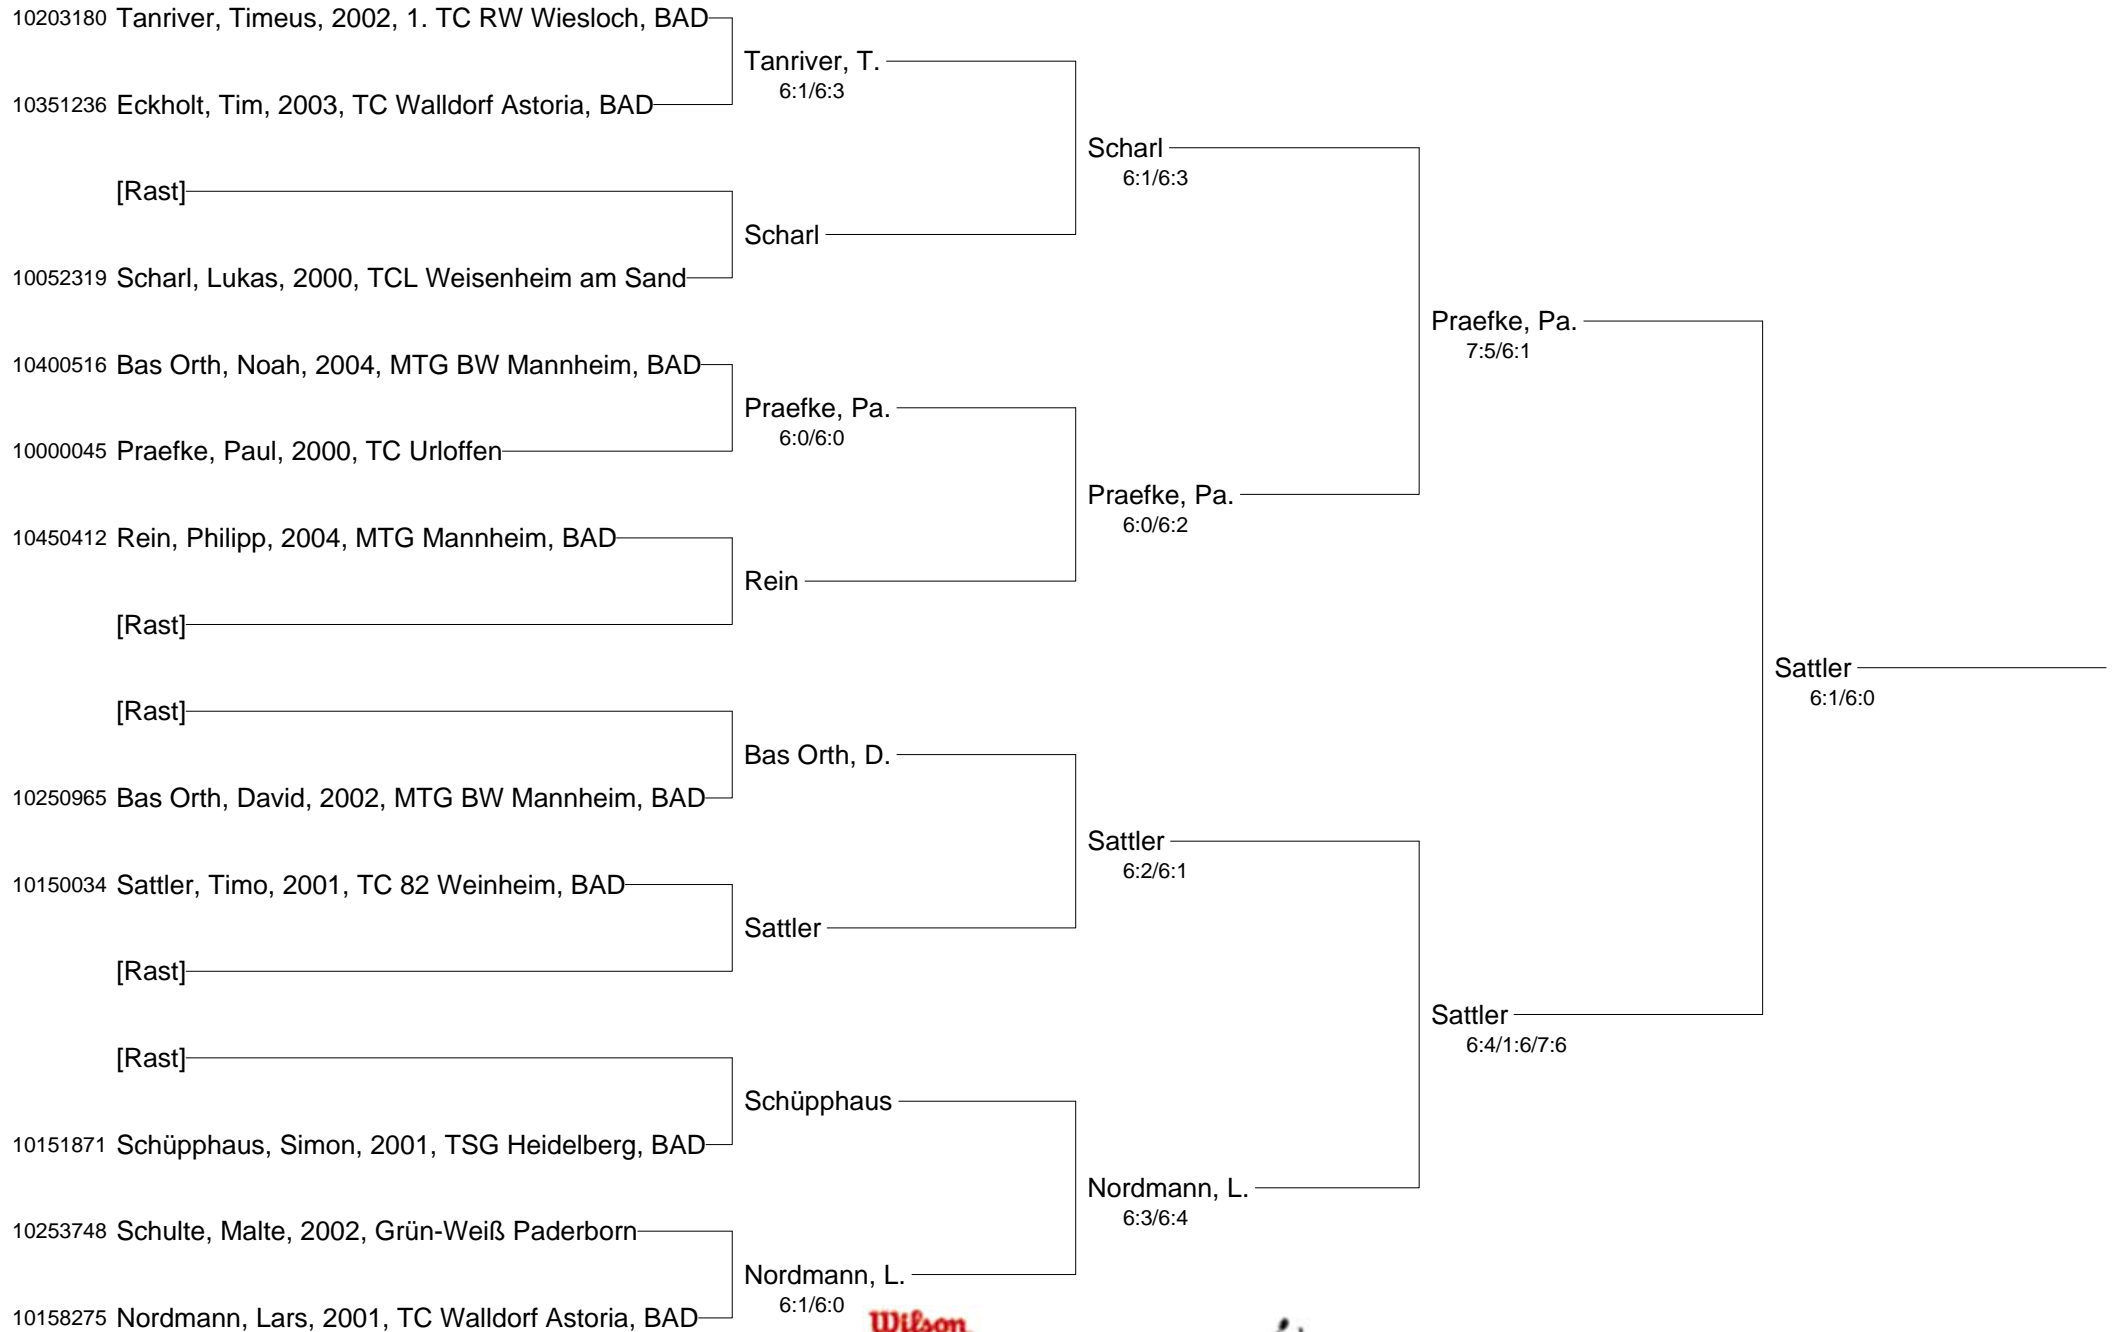 10203180 Tanriver, Timeus, 2002, 1. TC RW Wiesloch, BAD
Tanriver, T.
6:1/6:3
10351236 Eckholt, Tim, 2003, TC Walldorf Astoria, BAD
Scharl
6:1/6:3
[Rast]
Scharl
10052319 Scharl, Lukas, 2000, TCL Weisenheim am Sand
Praefke, Pa.
7:5/6:1
10400516 Bas Orth, Noah, 2004, MTG BW Mannheim, BAD
Praefke, Pa.
6:0/6:0
10000045 Praefke, Paul, 2000, TC Urloffen
Praefke, Pa.
6:0/6:2
10450412 Rein, Philipp, 2004, MTG Mannheim, BAD
Rein
[Rast]
Sattler
6:1/6:0
[Rast]
Bas Orth, D.
10250965 Bas Orth, David, 2002, MTG BW Mannheim, BAD
Sattler
6:2/6:1
10150034 Sattler, Timo, 2001, TC 82 Weinheim, BAD
Sattler
[Rast]
Sattler
6:4/1:6/7:6
[Rast]
Schüpphaus
10151871 Schüpphaus, Simon, 2001, TSG Heidelberg, BAD
Nordmann, L.
6:3/6:4
10253748 Schulte, Malte, 2002, Grün-Weiß Paderborn
Nordmann, L.
6:1/6:0
10158275 Nordmann, Lars, 2001, TC Walldorf Astoria, BAD
Wilson